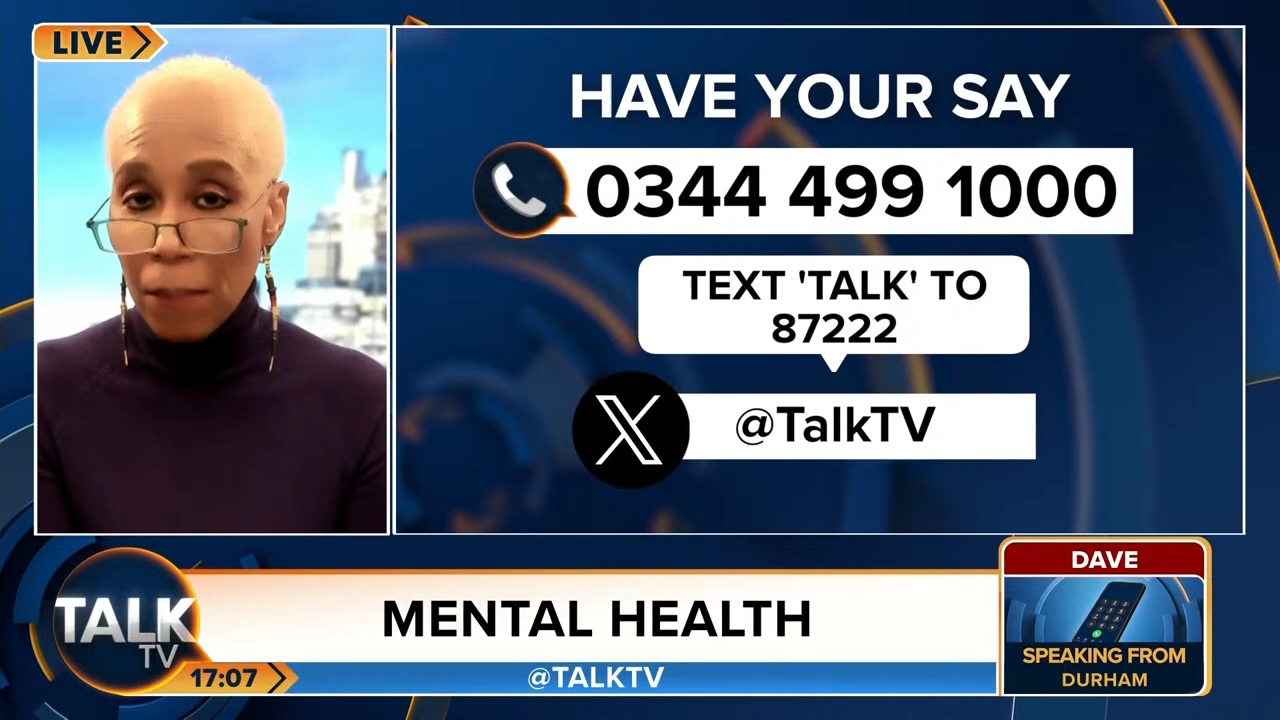 LIVE
HAVE YOUR SAY
0344 499 1000
TEXT 'TALK' TO
87222
X @TalkTV
TALK
TV
17:07
MENTAL HEALTH
@TALKTV
DAVE
SPEAKING FROM
DURHAM